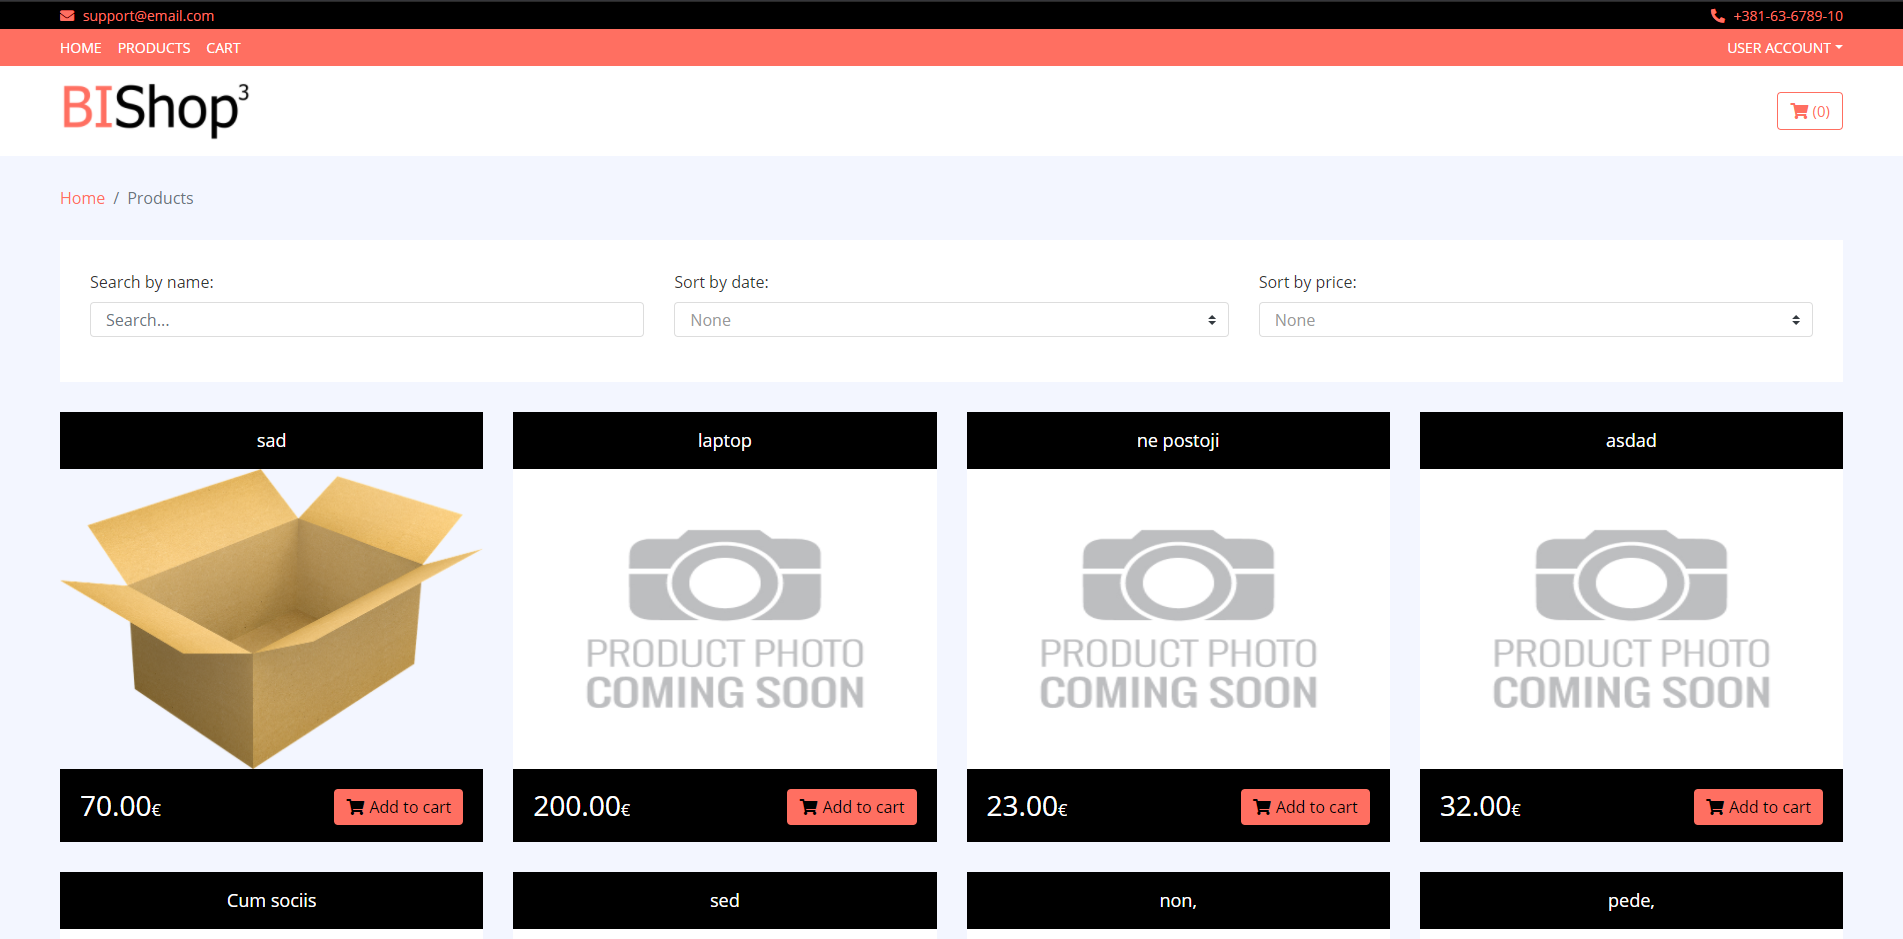 support@email.com
+381-63-6789-10
HOME PRODUCTS CART
USER ACCOUNT
BIShop³
(0)
Home / Products
Search by name:
Search...
Sort by date:
None
Sort by price:
None
sad
laptop
ne postoji
asdad
PRODUCT PHOTO
COMING SOON
PRODUCT PHOTO
COMING SOON
PRODUCT PHOTO
COMING SOON
70.00€
Add to cart
200.00€
Add to cart
23.00€
Add to cart
32.00€
Add to cart
Cum sociis
sed
non,
pede,